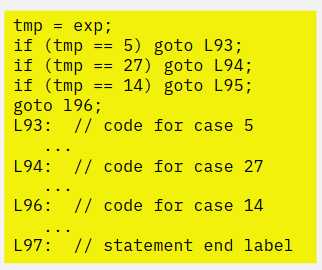 tmp = exp;
if (tmp == 5) goto L93;
if (tmp == 27) goto L94;
if (tmp == 14) goto L95;
goto l96;
L93:  // code for case 5
   ...
L94:  // code for case 27
   ...
L96:  // code for case 14
   ...
L97:  // statement end label